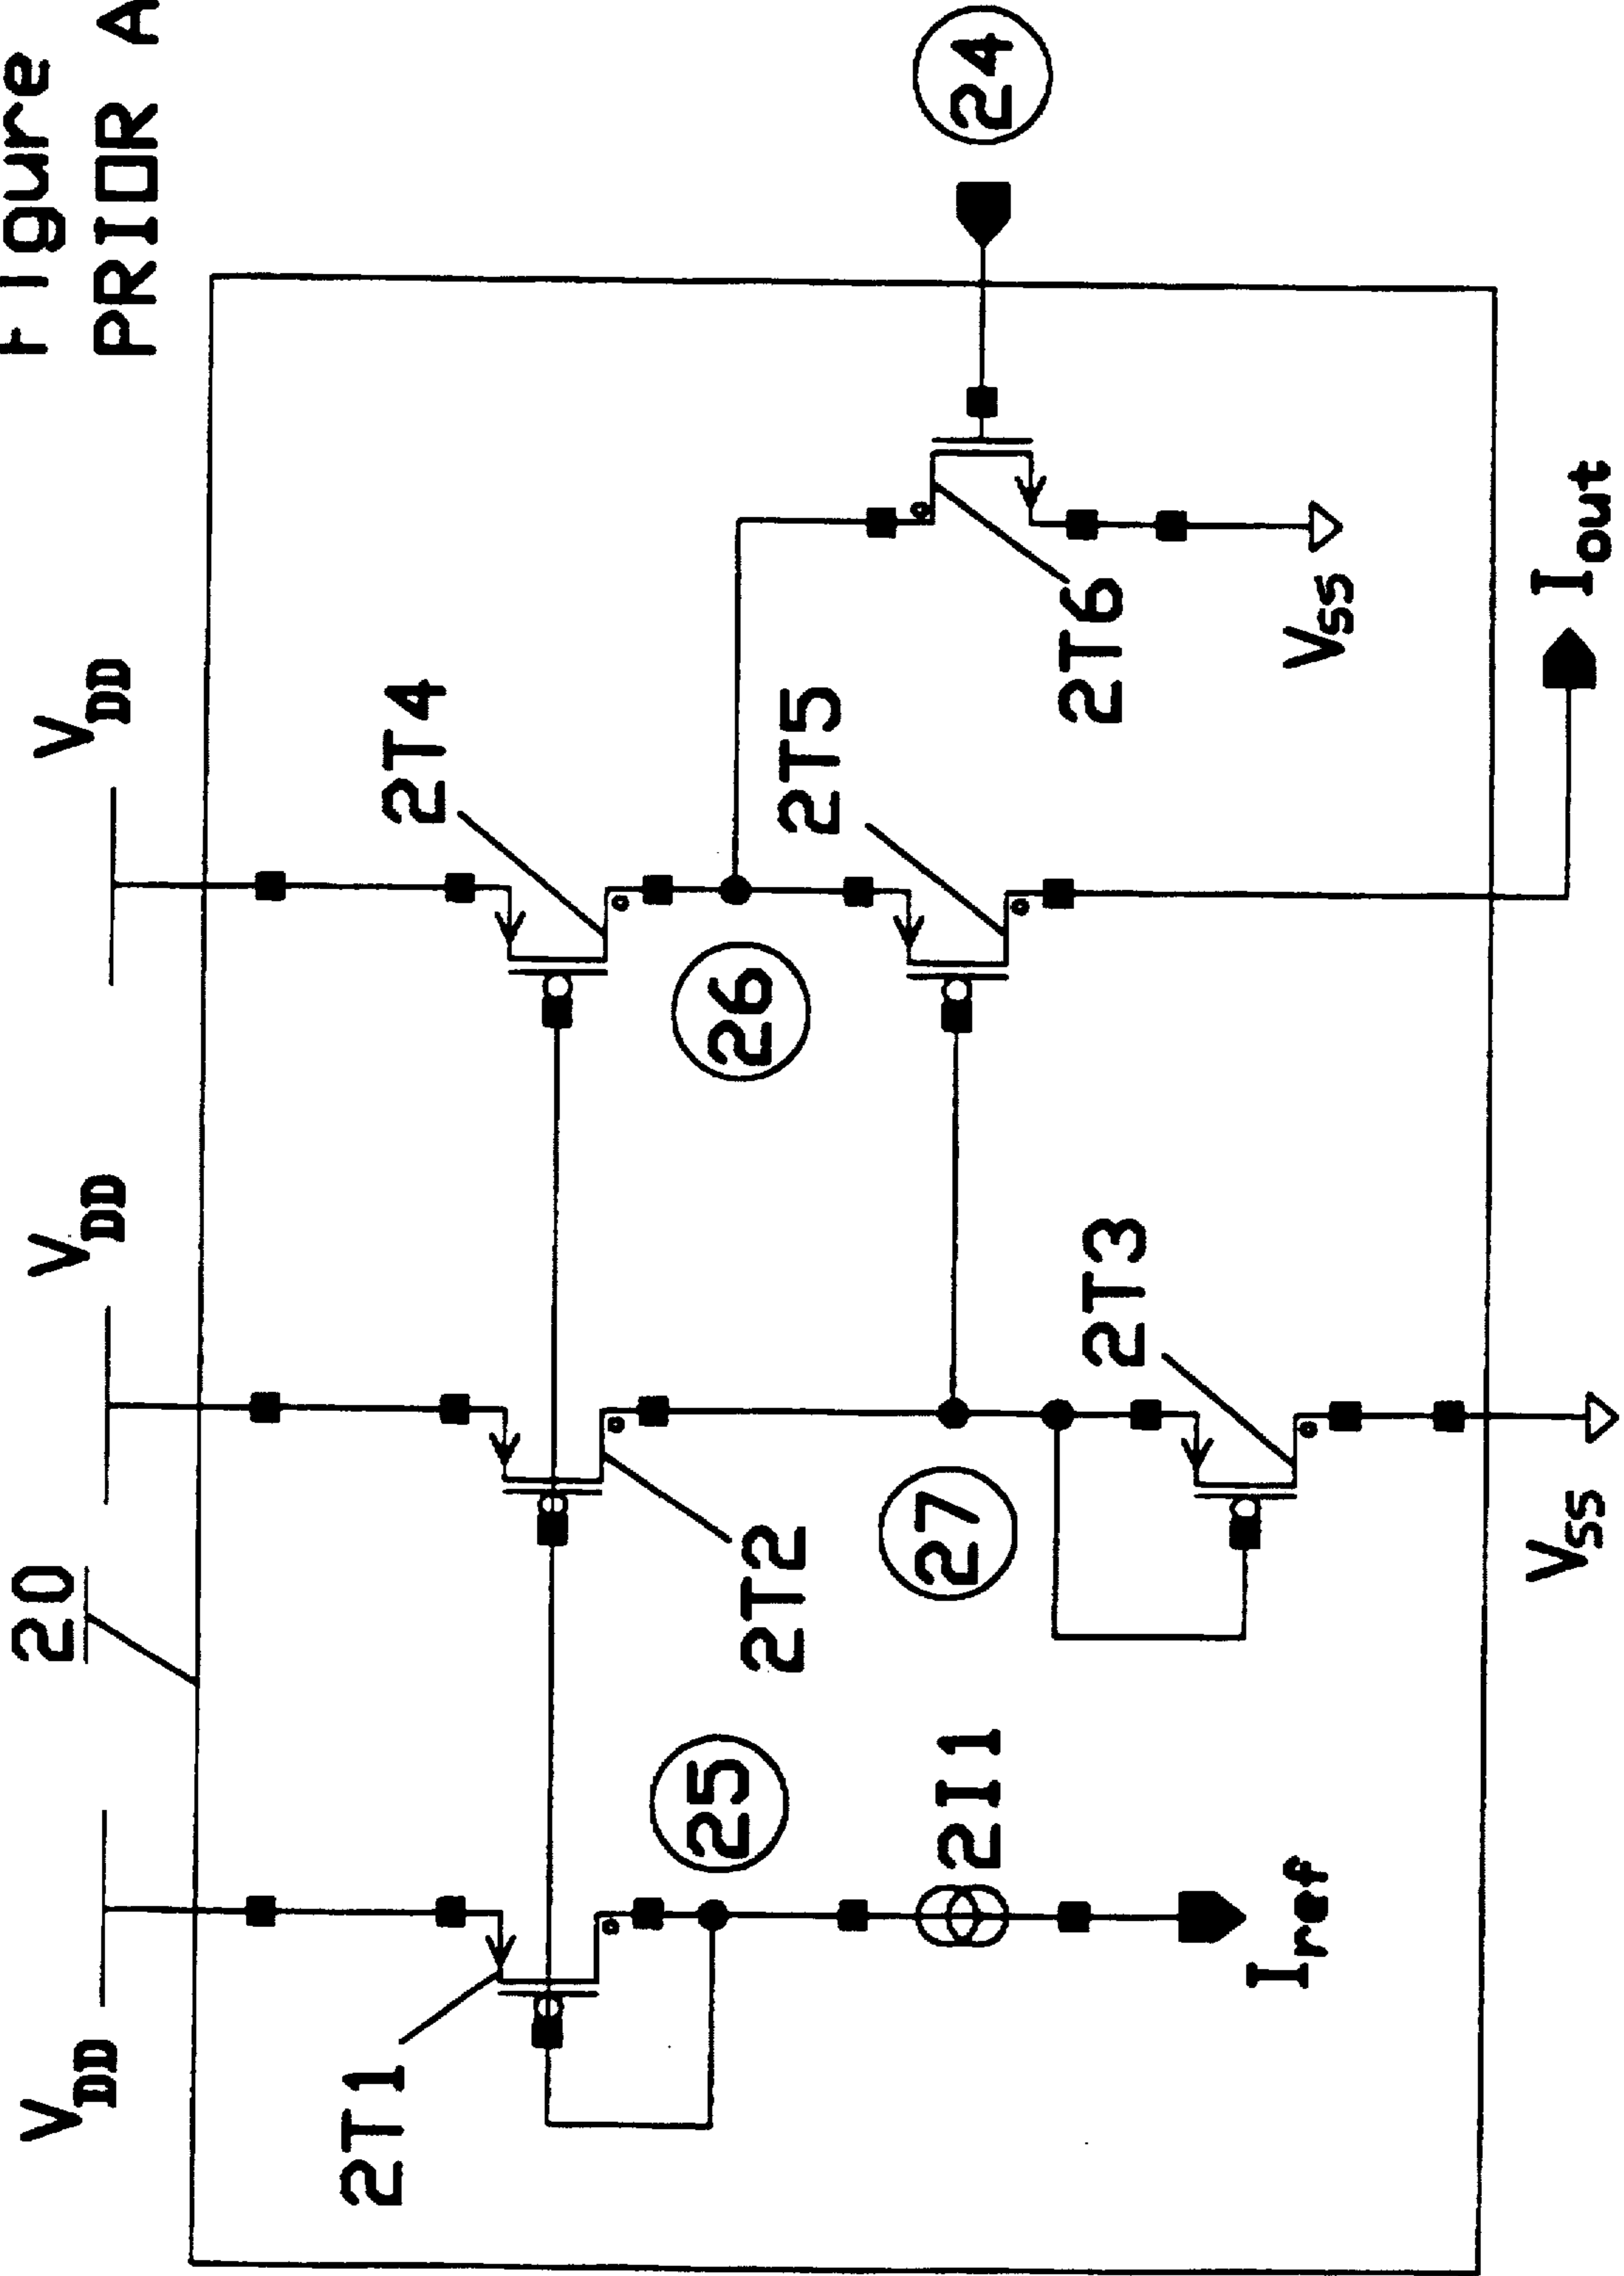 Figure
PRIOR A
20
VDD
VDD
VDD
2T1
2T2
2T4
25
26
24
27
2T5
2I1
2T3
2T6
Iref
VSS
VSS
Iout